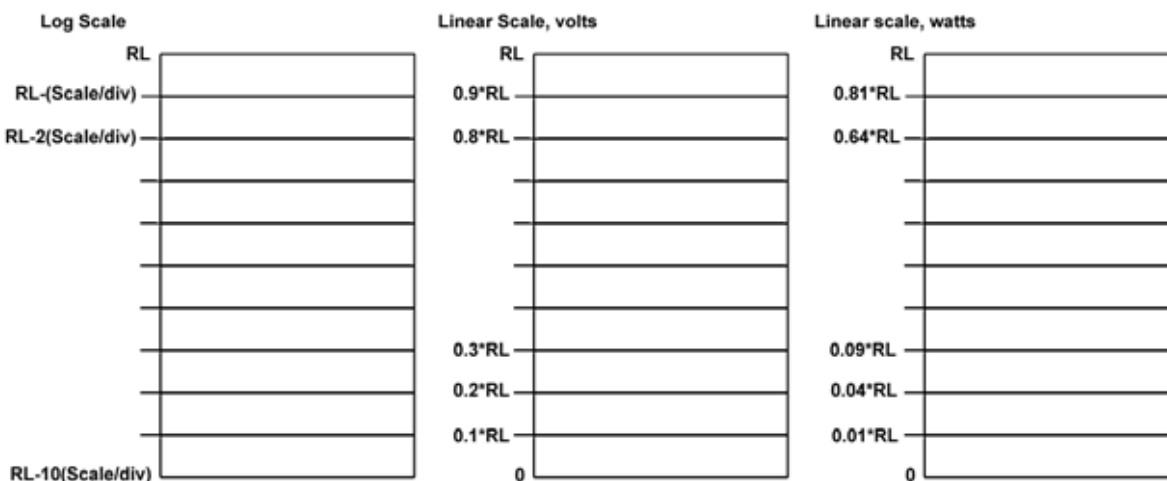 Log Scale
RL
RL-(Scale/div)
RL-2(Scale/div)
RL-10(Scale/div)
Linear Scale, volts
RL
0.9*RL
0.8*RL
0.3*RL
0.2*RL
0.1*RL
0
Linear scale, watts
RL
0.81*RL
0.64*RL
0.09*RL
0.04*RL
0.01*RL
0